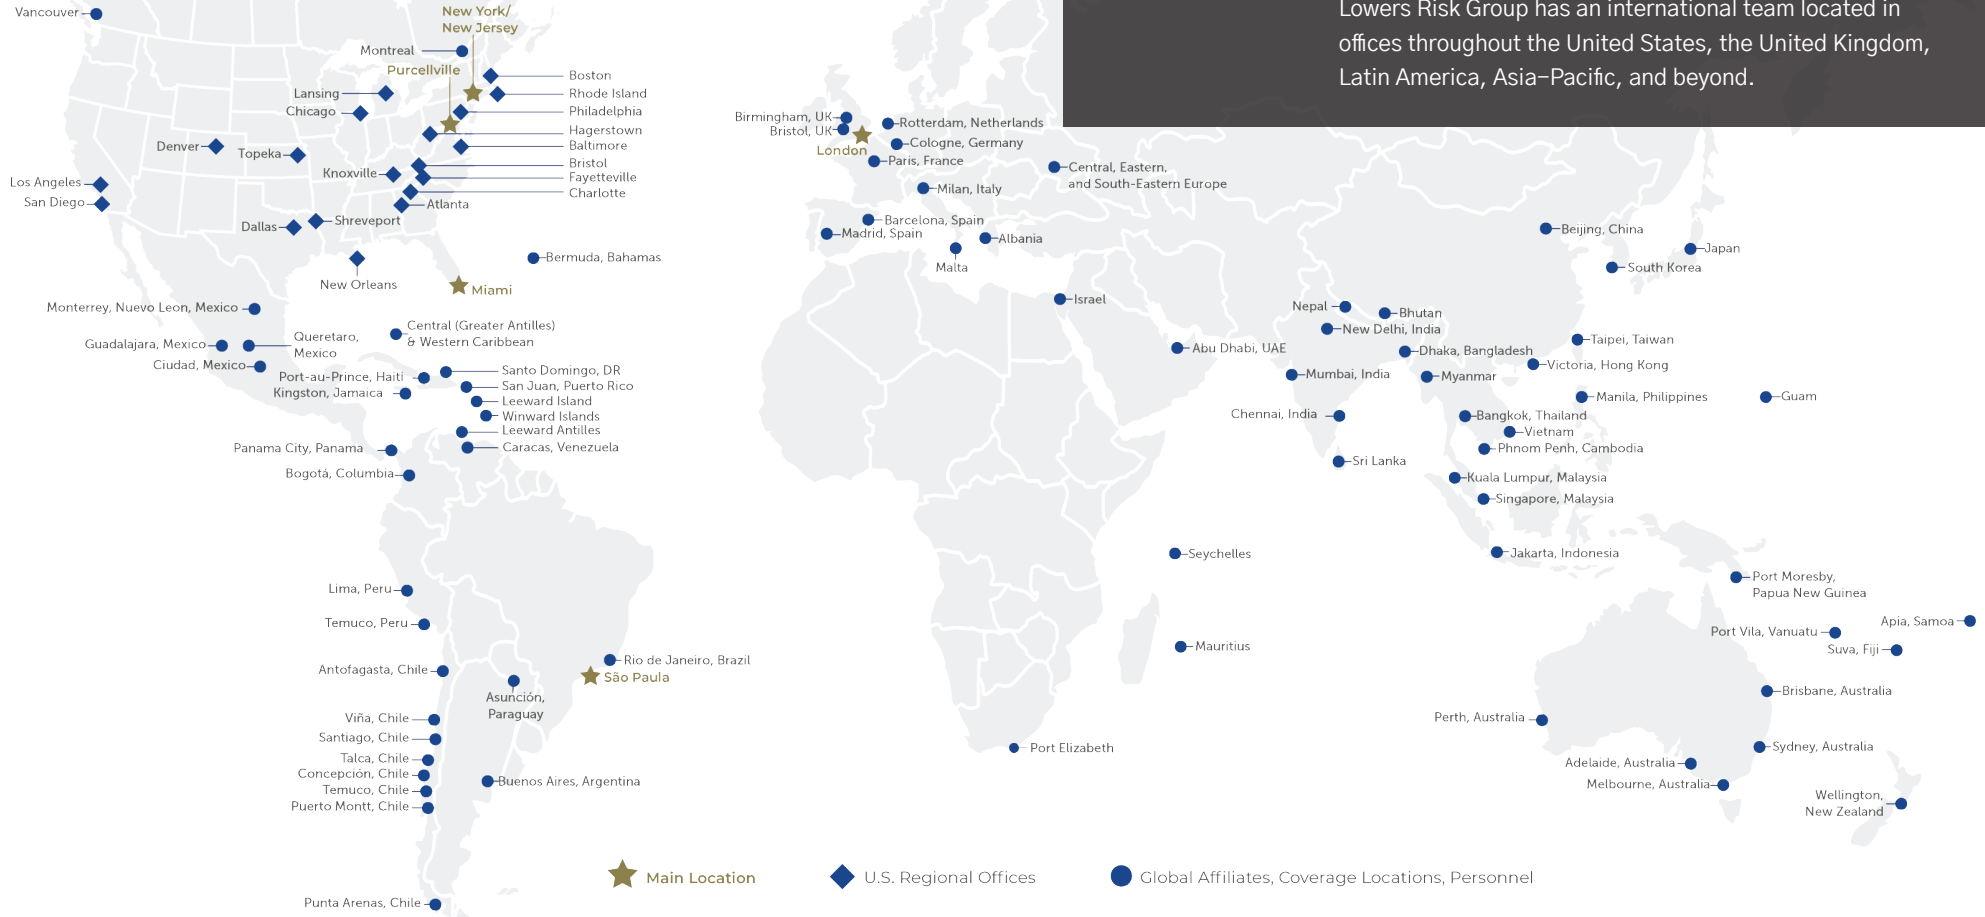 Lowers Risk Group has an international team located in
offices throughout the United States, the United Kingdom,
Latin America, Asia-Pacific, and beyond.
Vancouver
New York/
New Jersey
Montreal
Purcellville
Boston
Lansing
Rhode Island
Chicago
Philadelphia
Hagerstown
Denver
Topeka
Baltimore
Bristol
Knoxville
Fayetteville
Los Angeles
Charlotte
San Diego
Atlanta
Dallas
Shreveport
New Orleans
Bermuda, Bahamas
Miami
Monterrey, Nuevo Leon, Mexico
Central (Greater Antilles)
& Western Caribbean
Guadalajara, Mexico
Queretaro,
Mexico
Ciudad, Mexico
Port-au-Prince, Haiti
Kingston, Jamaica
Santo Domingo, DR
San Juan, Puerto Rico
Leeward Island
Winward Islands
Leeward Antilles
Caracas, Venezuela
Panama City, Panama
Bogotá, Columbia
Lima, Peru
Temuco, Peru
Antofagasta, Chile
Rio de Janeiro, Brazil
São Paula
Asunción,
Paraguay
Viña, Chile
Santiago, Chile
Talca, Chile
Concepción, Chile
Temuco, Chile
Puerto Montt, Chile
Buenos Aires, Argentina
Punta Arenas, Chile
Birmingham, UK
Bristol, UK
London
Rotterdam, Netherlands
Cologne, Germany
Paris, France
Central, Eastern,
and South-Eastern Europe
Milan, Italy
Barcelona, Spain
Madrid, Spain
Albania
Malta
Israel
Abu Dhabi, UAE
Seychelles
Mauritius
Port Elizabeth
Beijing, China
Japan
South Korea
Nepal
Bhutan
New Delhi, India
Taipei, Taiwan
Dhaka, Bangladesh
Victoria, Hong Kong
Mumbai, India
Myanmar
Manila, Philippines
Guam
Chennai, India
Bangkok, Thailand
Vietnam
Phnom Penh, Cambodia
Sri Lanka
Kuala Lumpur, Malaysia
Singapore, Malaysia
Jakarta, Indonesia
Port Moresby,
Papua New Guinea
Apia, Samoa
Port Vila, Vanuatu
Suva, Fiji
Brisbane, Australia
Perth, Australia
Sydney, Australia
Adelaide, Australia
Melbourne, Australia
Wellington,
New Zealand
Main Location
U.S. Regional Offices
Global Affiliates, Coverage Locations, Personnel